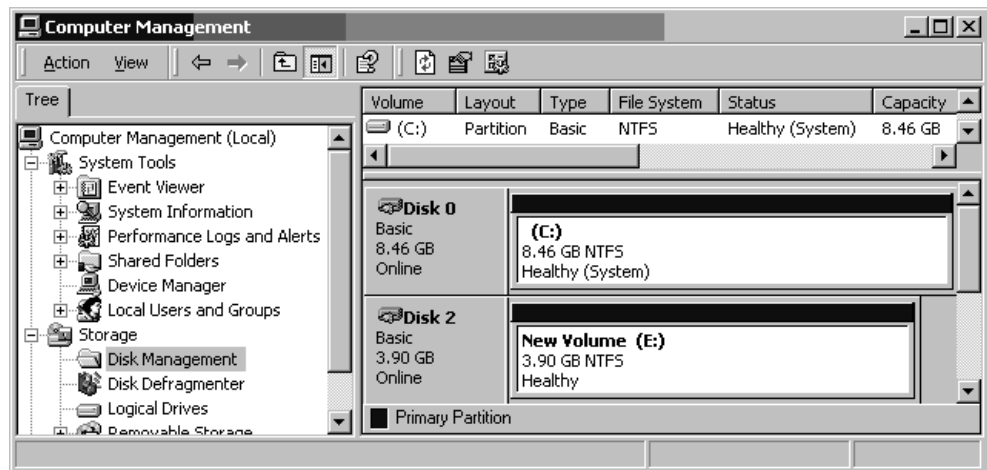 Computer Management
Action View
Tree
Computer Management (Local)
System Tools
Event Viewer
System Information
Performance Logs and Alerts
Shared Folders
Device Manager
Local Users and Groups
Storage
Disk Management
Disk Defragmenter
Logical Drives
Removable Storage
Volume Layout Type File System Status Capacity
(C:) Partition Basic NTFS Healthy (System) 8.46 GB
Disk 0
Basic
8.46 GB
Online
(C:)
8.46 GB NTFS
Healthy (System)
Disk 2
Basic
3.90 GB
Online
New Volume (E:)
3.90 GB NTFS
Healthy
Primary Partition